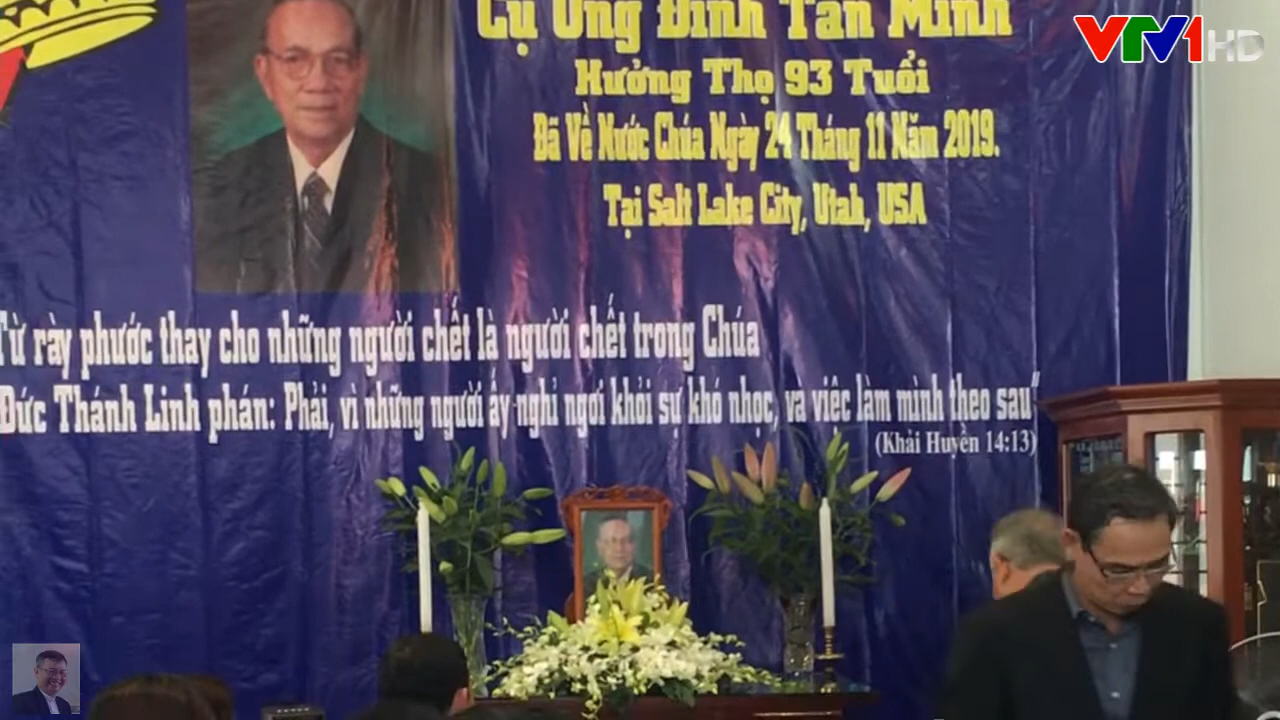 VTV1 HD
Cụ Ông Đinh Tấn Minh
Hưởng Thọ 93 Tuổi
Đã Về Nước Chúa Ngày 24 Tháng 11 Năm 2019.
Tại Salt Lake City, Utah, USA
Từ rày phước thay cho những người chết là người chết trong Chúa
Đức Thánh Linh phán: Phải, vì những người ấy nghỉ ngơi khỏi sự khó nhọc, va việc làm mình theo sau"
(Khải Huyền 14:13)